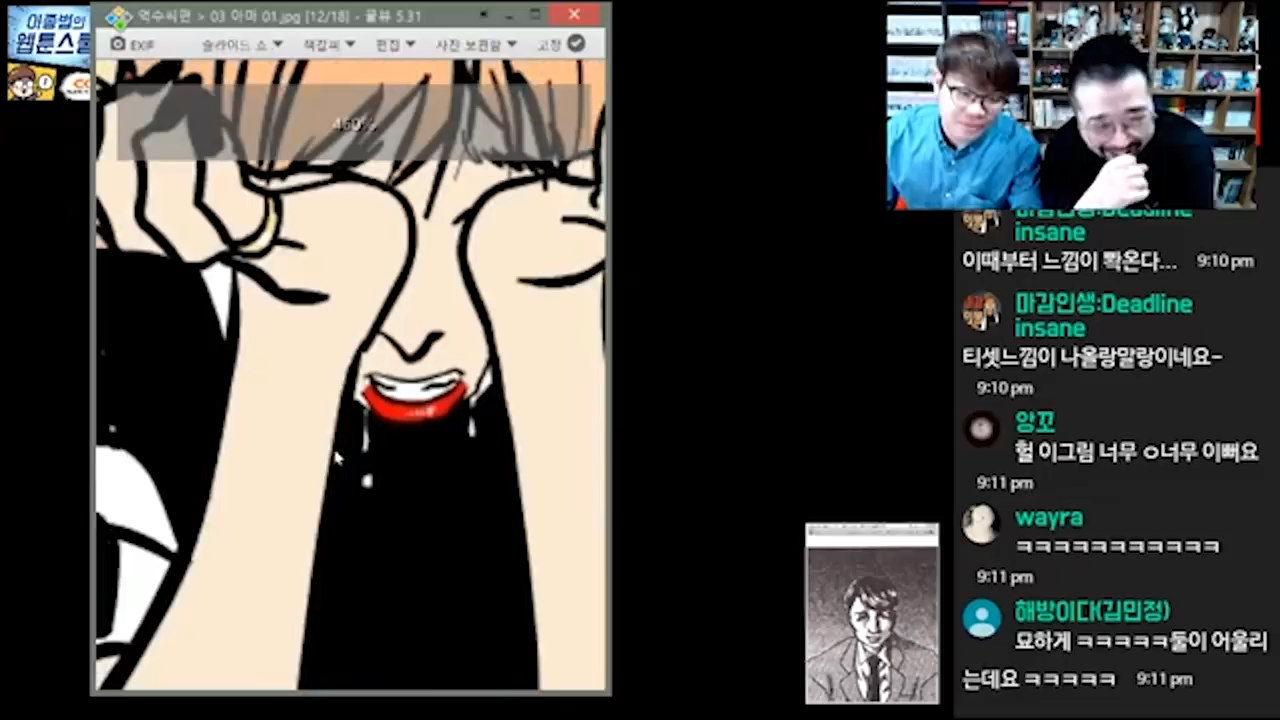 이종범의
웹툰스쿨
억수씨맨 > 03 아마 01.jpg [12/18] - 꿀뷰 5.31
EXIF
슬라이드 쇼
책갈피
편집
사진 보관함
고정
마감인생:Deadline
insane
이때부터 느낌이 팍온다... 9:10 pm
마감인생:Deadline
insane
티셋느낌이 나올랑말랑이네요~
9:10 pm
앙꼬
헐 이그림 너무 ㅇ너무 이뻐요
9:11 pm
wayra
ㅋㅋㅋㅋㅋㅋㅋㅋㅋㅋㅋ
9:11 pm
해방이다(김민정)
묘하게 ㅋㅋㅋㅋㅋ둘이 어울리
는데요 ㅋㅋㅋㅋㅋ 9:11 pm